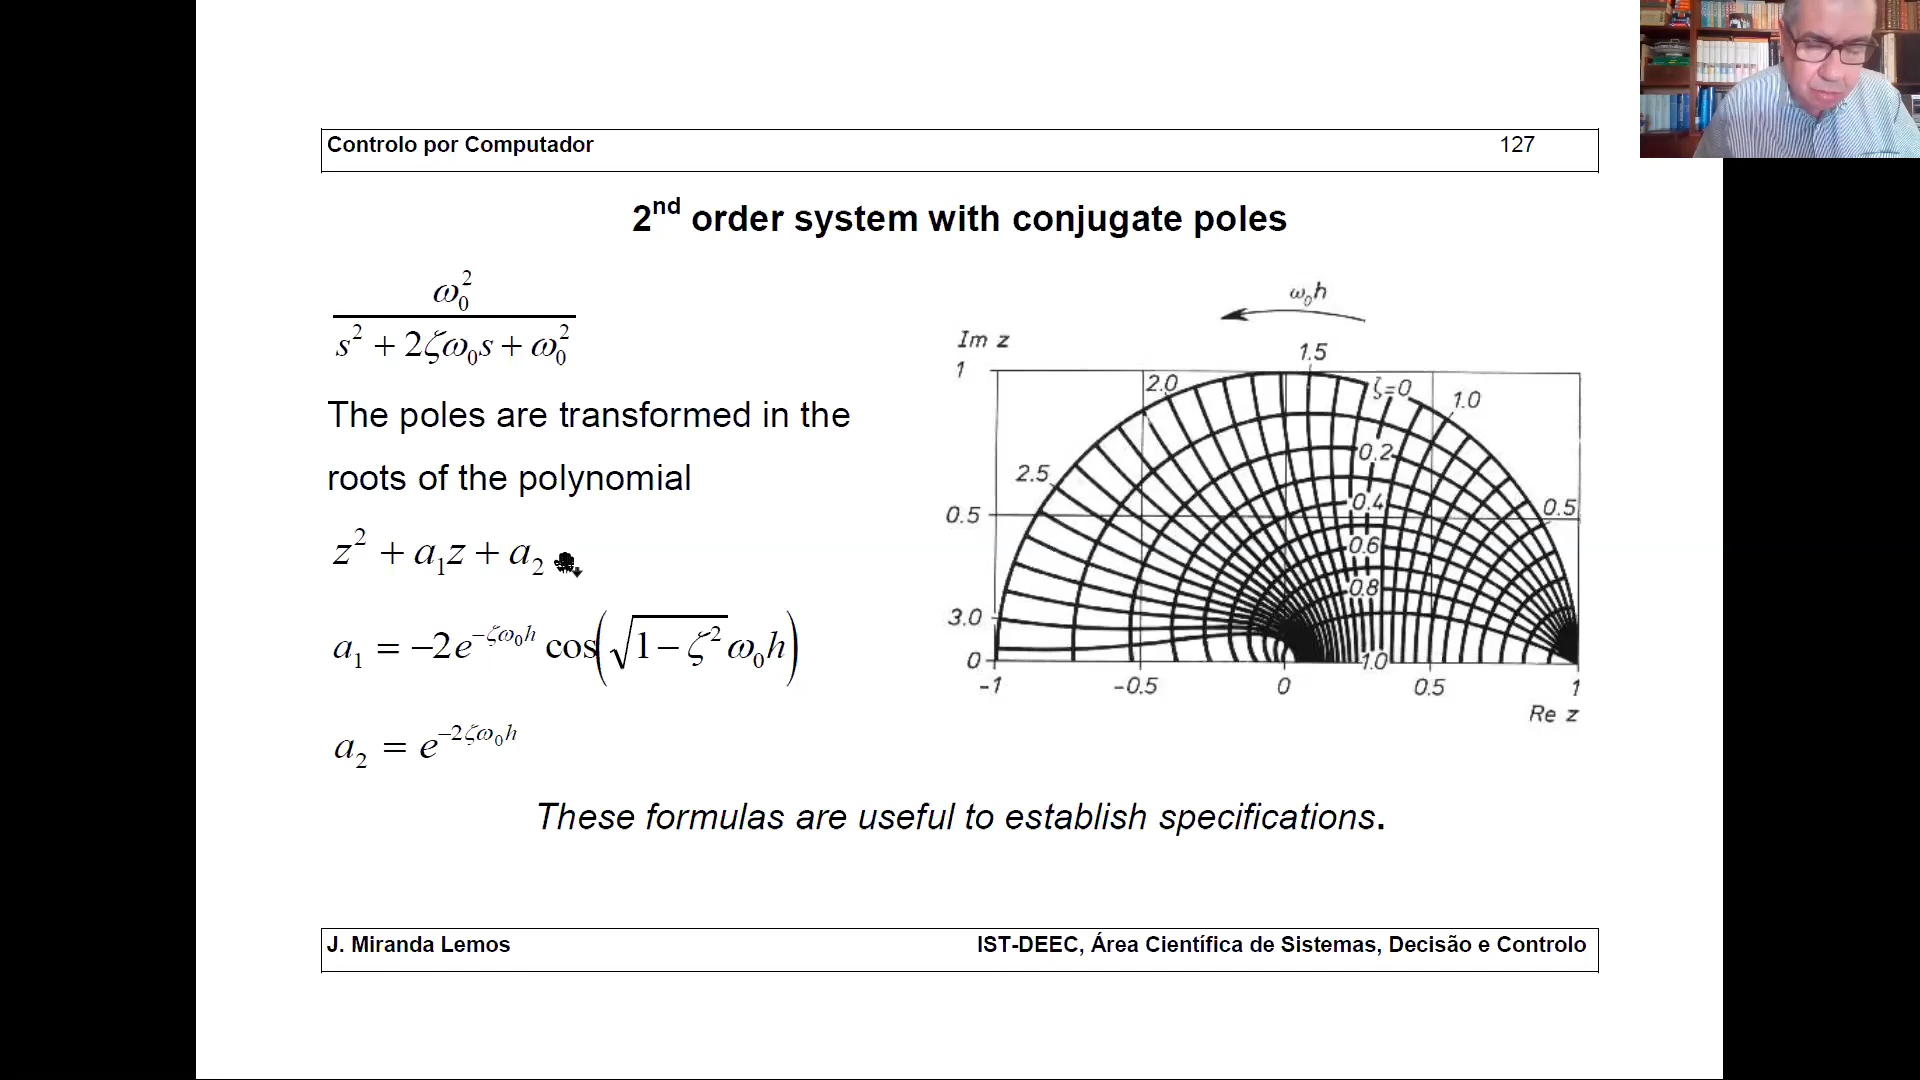 Controlo por Computador 127
2nd order system with conjugate poles
ω₀²
s² + 2ζω₀s + ω₀²
The poles are transformed in the
roots of the polynomial
z² + a₁z + a₂
a₁ = −2e^(−ζω₀h) cos(√(1 − ζ²) ω₀h)
a₂ = e^(−2ζω₀h)
ω₀h
Im z
1.5
1
2.0
ζ=0
1.0
0.2
2.5
0.4
0.5
0.5
0.6
0.8
3.0
0
1.0
−1 −0.5 0 0.5 1
Re z
These formulas are useful to establish specifications.
J. Miranda Lemos IST-DEEC, Área Científica de Sistemas, Decisão e Controlo